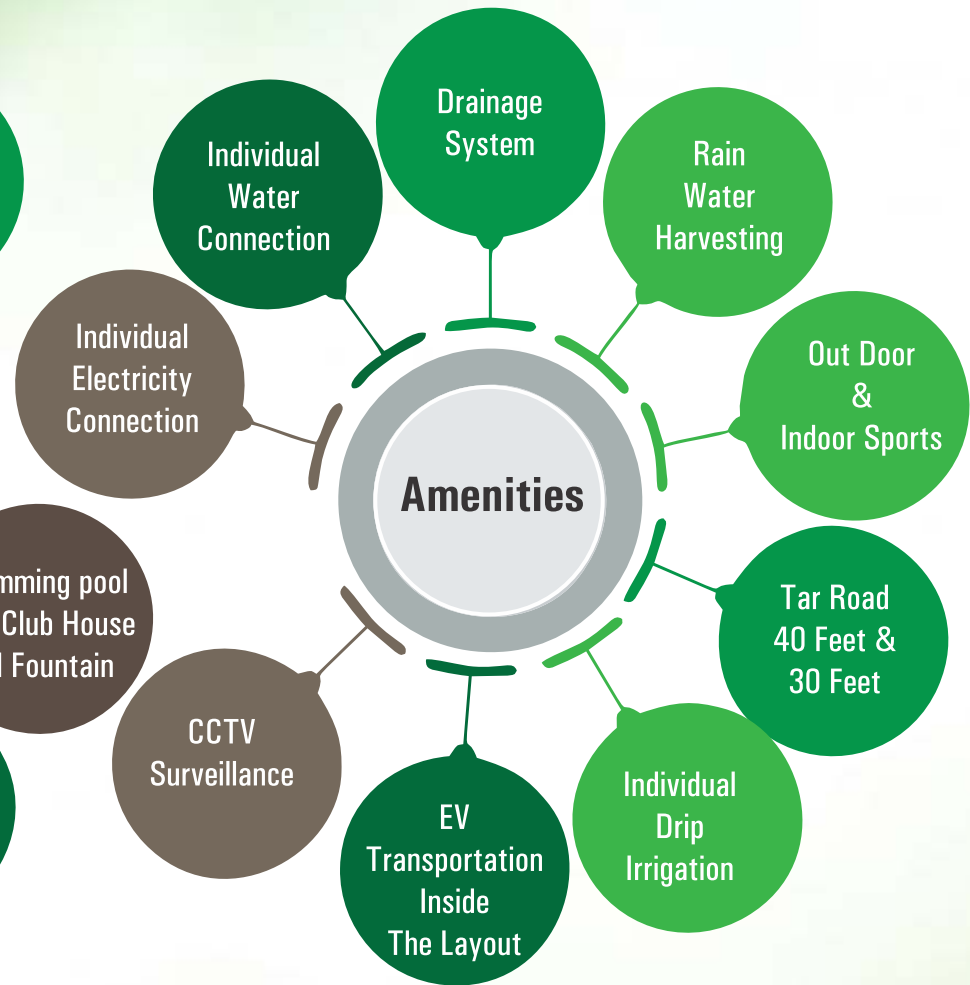 Drainage
System
Individual
Water
Connection
Rain
Water
Harvesting
Individual
Electricity
Connection
Out Door
&
Indoor Sports
Amenities
pool
Club House
Fountain
Tar Road
40 Feet &
30 Feet
CCTV
Surveillance
Individual
Drip
Irrigation
EV
Transportation
Inside
The Layout